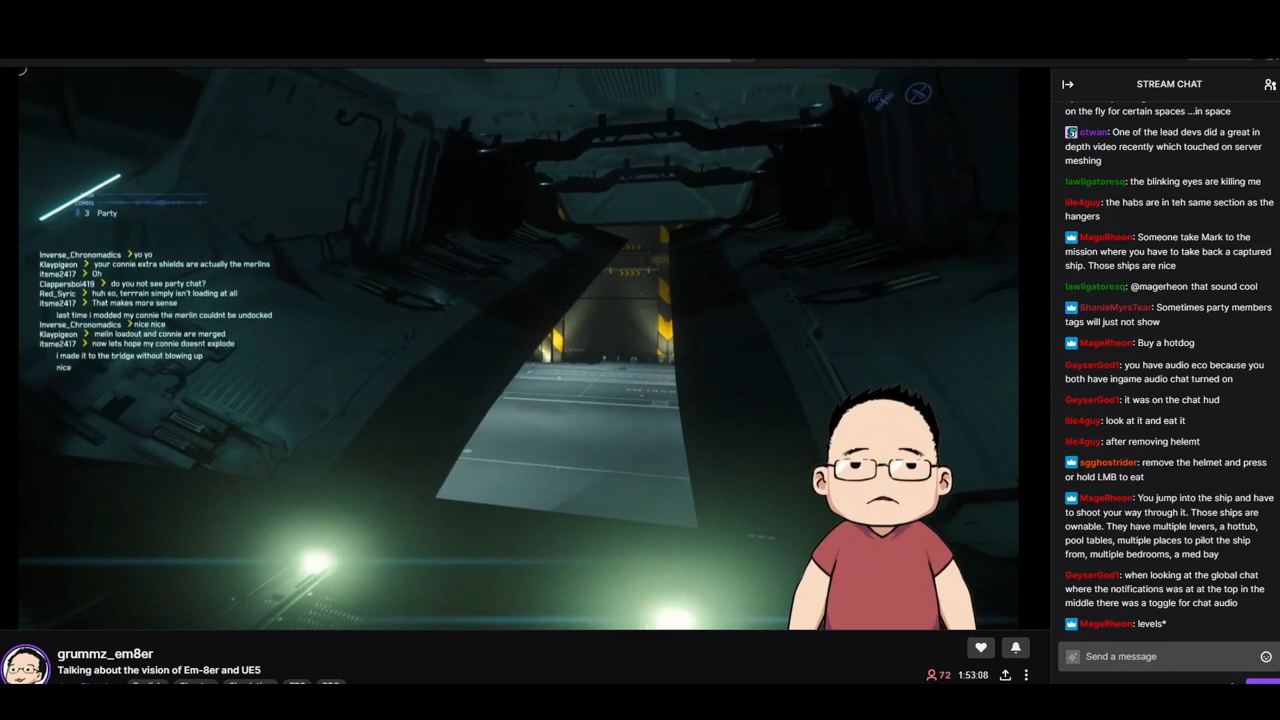 COMMS
3 Party
Inverse_Chronomadics > yo yo
Klaypigeon > your connie extra shields are actually the merlins
itsme2417 > Oh
Clappersboi419 > do you not see party chat?
Red_Syric > huh so, terrrain simply isn't loading at all
itsme2417 > That makes more sense
last time i modded my connie the merlin couldnt be undocked
Inverse_Chronomadics > nice nice
Klaypigeon > melin loadout and connie are merged
itsme2417 > now lets hope my connie doesnt explode
i made it to the bridge without blowing up
nice
grummz_em8er
Talking about the vision of Em-8er and UE5
72 1:53:08
STREAM CHAT
on the fly for certain spaces ...in space
otwan: One of the lead devs did a great in
depth video recently which touched on server
meshing
lawligatoresq: the blinking eyes are killing me
lile4guy: the habs are in teh same section as the
hangers
MageRheon: Someone take Mark to the
mission where you have to take back a captured
ship. Those ships are nice
lawligatoresq: @magerheon that sound cool
ShanieMyrsTear: Sometimes party members
tags will just not show
MageRheon: Buy a hotdog
GeyserGod1: you have audio eco because you
both have ingame audio chat turned on
GeyserGod1: it was on the chat hud
lile4guy: look at it and eat it
lile4guy: after removing helemt
sgghostrider: remove the helmet and press
or hold LMB to eat
MageRheon: You jump into the ship and have
to shoot your way through it. Those ships are
ownable. They have multiple levers, a hottub,
pool tables, multiple places to pilot the ship
from, multiple bedrooms, a med bay
GeyserGod1: when looking at the global chat
where the notifications was at at the top in the
middle there was a toggle for chat audio
MageRheon: levels*
Send a message